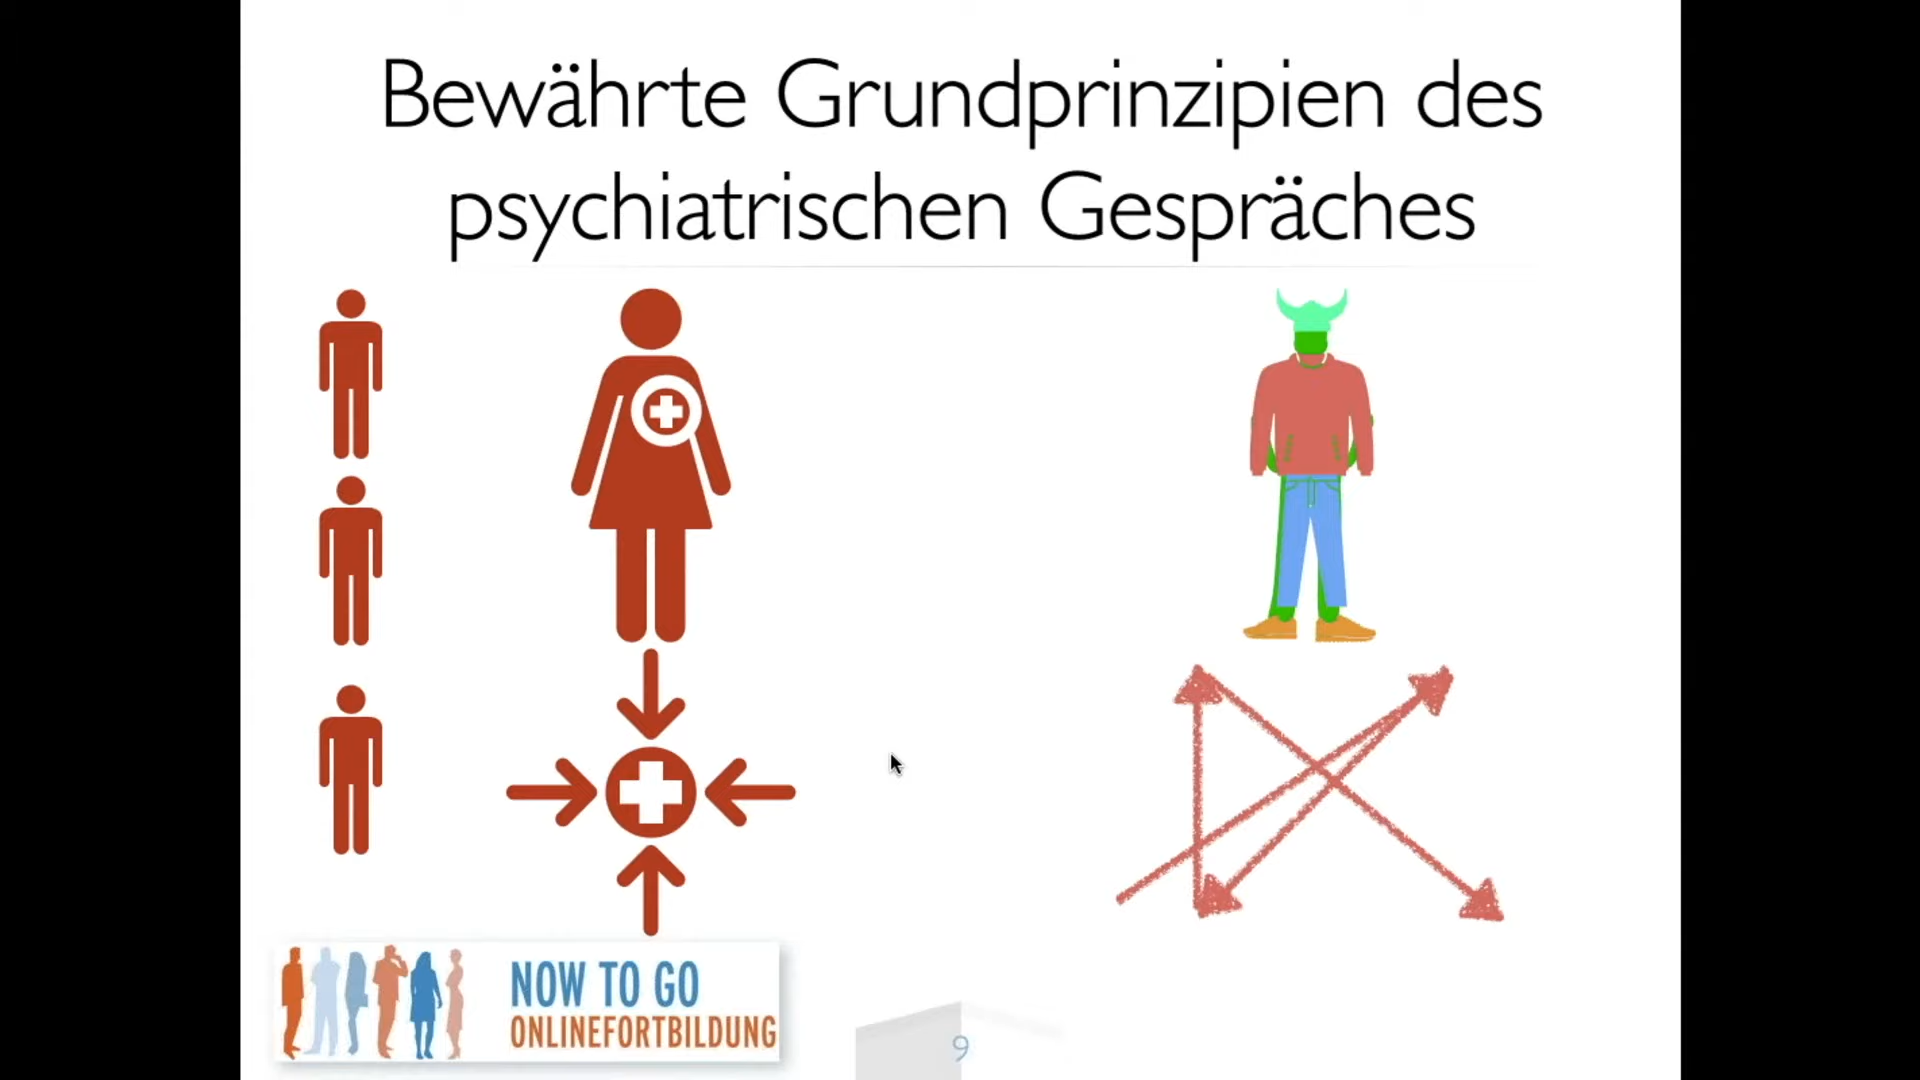 Bewährte Grundprinzipien des
psychiatrischen Gespräches
NOW TO GO
ONLINEFORTBILDUNG
9